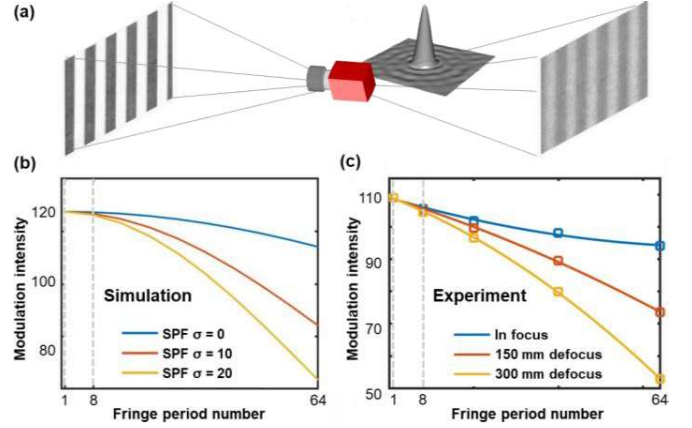 (a)
(b)
120
100
80
Modulation intensity
Simulation
SPF σ = 0
SPF σ = 10
SPF σ = 20
1 8 64
Fringe period number
(c)
110
90
70
50
Modulation intensity
Experiment
In focus
150 mm defocus
300 mm defocus
1 8 64
Fringe period number